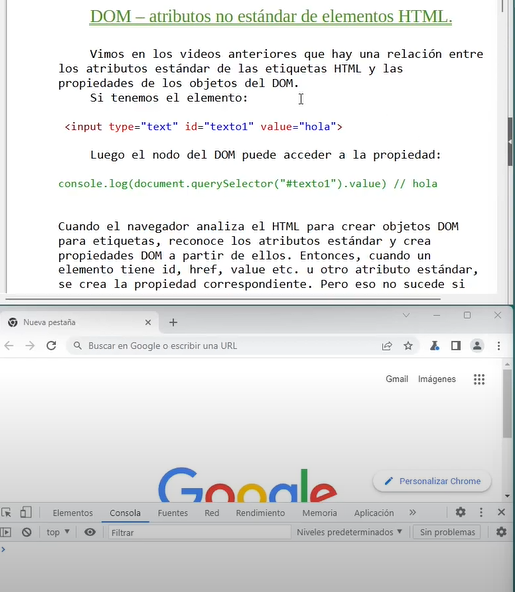 DOM – atributos no estándar de elementos HTML.
Vimos en los videos anteriores que hay una relación entre
los atributos estándar de las etiquetas HTML y las
propiedades de los objetos del DOM.
Si tenemos el elemento:
<input type="text" id="texto1" value="hola">
Luego el nodo del DOM puede acceder a la propiedad:
console.log(document.querySelector("#texto1").value) // hola
Cuando el navegador analiza el HTML para crear objetos DOM
para etiquetas, reconoce los atributos estándar y crea
propiedades DOM a partir de ellos. Entonces, cuando un
elemento tiene id, href, value etc. u otro atributo estándar,
se crea la propiedad correspondiente. Pero eso no sucede si
Nueva pestaña
Buscar en Google o escribir una URL
Gmail Imágenes
Google
Personalizar Chrome
Elementos Consola Fuentes Red Rendimiento Memoria Aplicación »
top Filtrar Niveles predeterminados Sin problemas